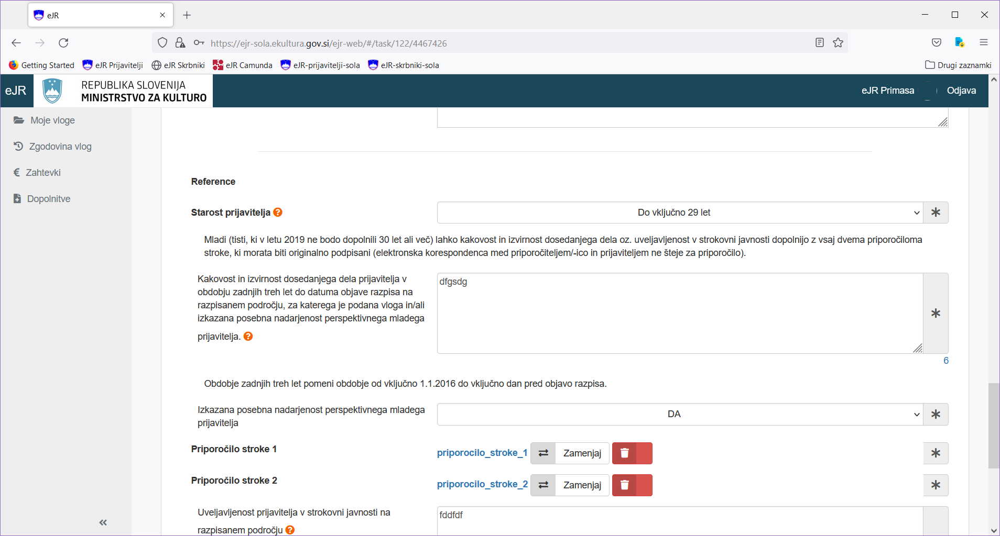 eJR
https://ejr-sola.ekultura.gov.si/ejr-web/#/task/122/4467426
Getting Started eJR Prijavitelji eJR Skrbniki eJR Camunda eJR-prijavitelji-sola eJR-skrbniki-sola Drugi zaznamki
eJR REPUBLIKA SLOVENIJA
MINISTRSTVO ZA KULTURO
eJR Primasa Odjava
Moje vloge
Zgodovina vlog
€ Zahtevki
Dopolnitve
«
Reference
Starost prijavitelja ? Do vključno 29 let *
Mladi (tisti, ki v letu 2019 ne bodo dopolnili 30 let ali več) lahko kakovost in izvirnost dosedanjega dela oz. uveljavljenost v strokovni javnosti dopolnijo z vsaj dvema priporočiloma
stroke, ki morata biti originalno podpisani (elektronska korespondenca med priporočiteljem/-ico in prijaviteljem ne šteje za priporočilo).
Kakovost in izvirnost dosedanjega dela prijavitelja v
obdobju zadnjih treh let do datuma objave razpisa na
razpisanem področju, za katerega je podana vloga in/ali
izkazana posebna nadarjenost perspektivnega mladega
prijavitelja. ?
dfgsdg
*
6
Obdobje zadnjih treh let pomeni obdobje od vključno 1.1.2016 do vključno dan pred objavo razpisa.
Izkazana posebna nadarjenost perspektivnega mladega
prijavitelja
DA *
Priporočilo stroke 1 priporocilo_stroke_1 Zamenjaj *
Priporočilo stroke 2 priporocilo_stroke_2 Zamenjaj *
Uveljavljenost prijavitelja v strokovni javnosti na
razpisanem področju ?
fddfdf